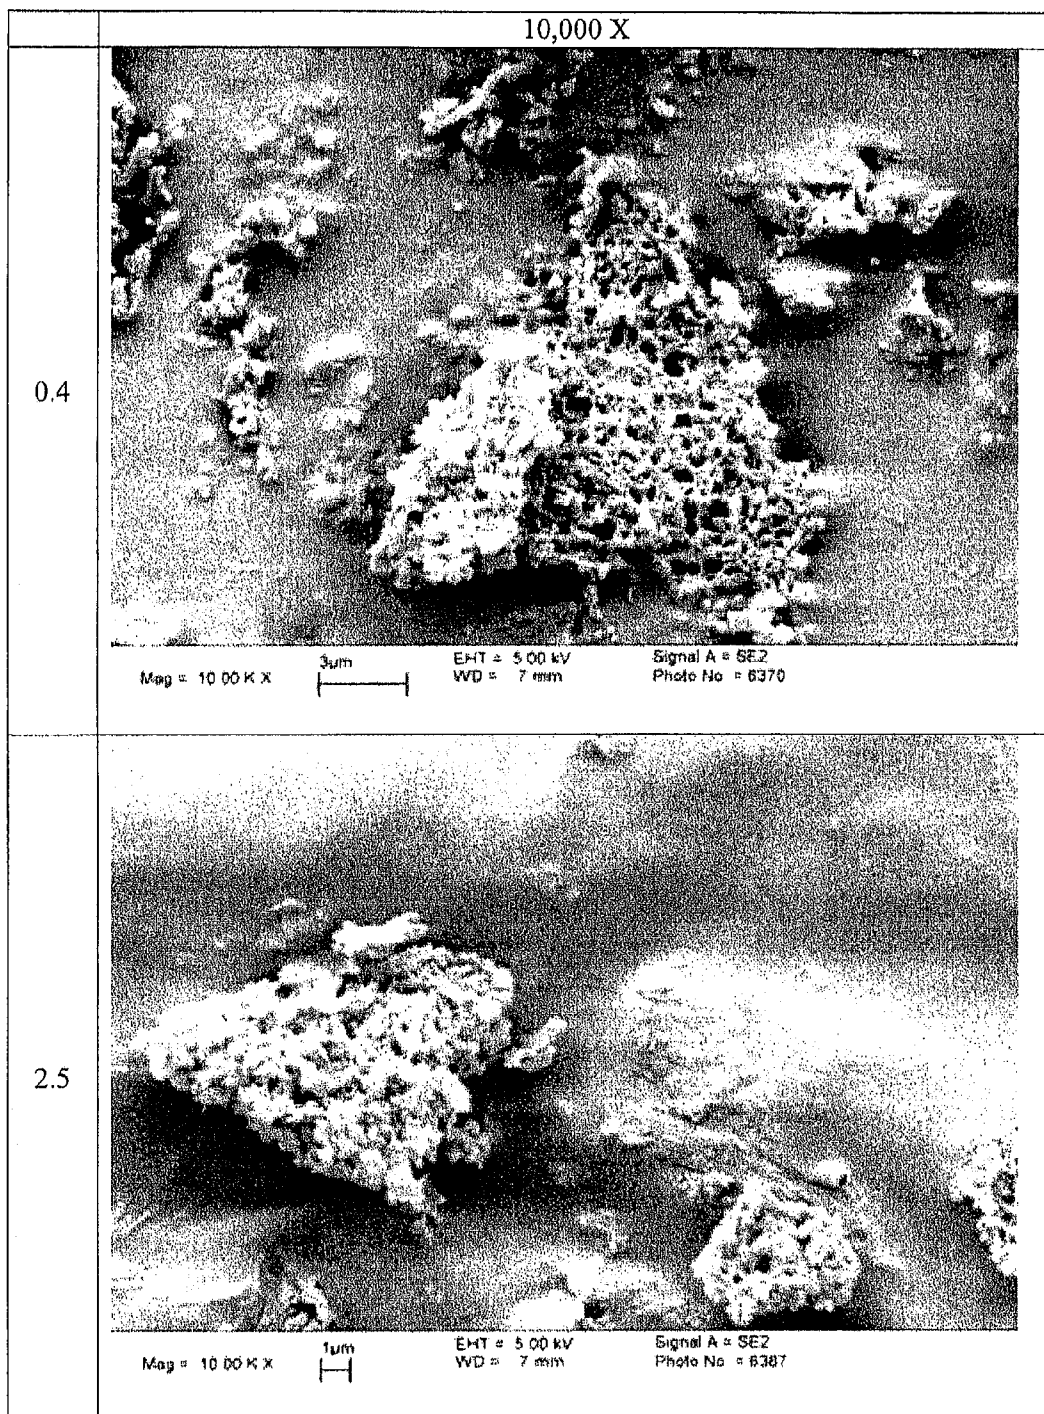 10,000 X
0.4
3µm
EHT = 5.00 kV
Signal A = SE2
Mag = 10.00 K X
WD = 7 mm
Photo No = 6370
2.5
1µm
EHT = 5.00 kV
Signal A = SE2
Mag = 10.00 K X
WD = 7 mm
Photo No = 6387